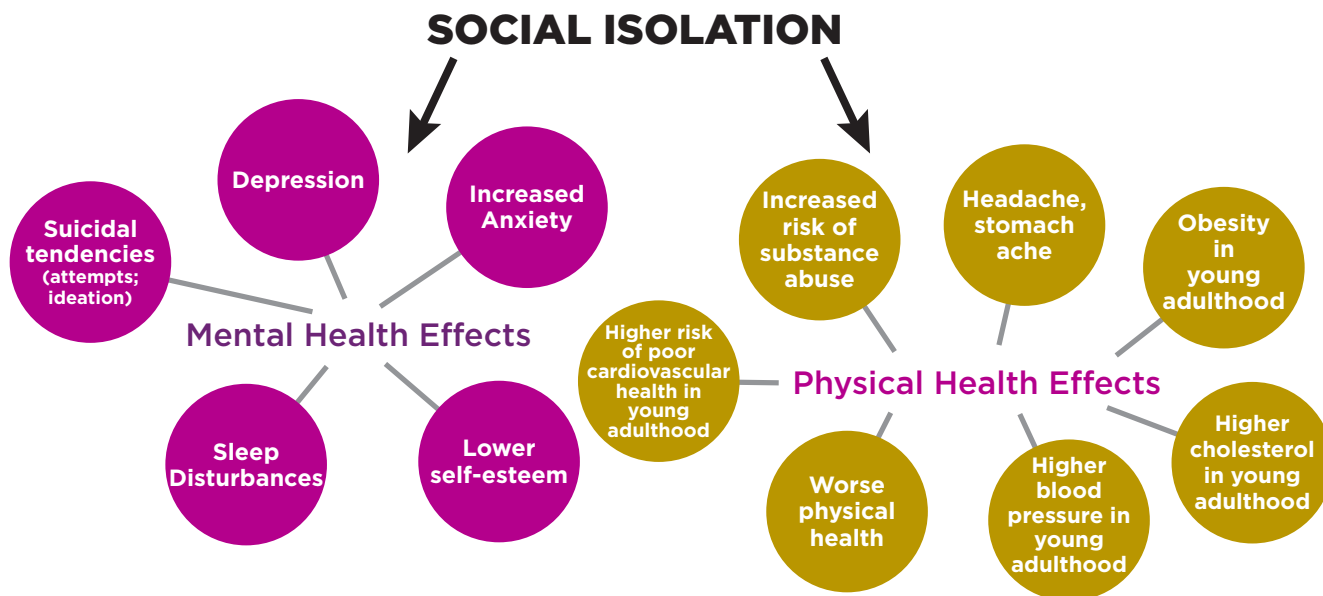 SOCIAL ISOLATION
Depression
Increased
Anxiety
Suicidal
tendencies
(attempts;
ideation)
Mental Health Effects
Sleep
Disturbances
Lower
self-esteem
Increased
risk of
substance
abuse
Headache,
stomach
ache
Obesity
in
young
adulthood
Higher risk
of poor
cardiovascular
health in
young
adulthood
Physical Health Effects
Worse
physical
health
Higher
blood
pressure in
young
adulthood
Higher
cholesterol
in young
adulthood